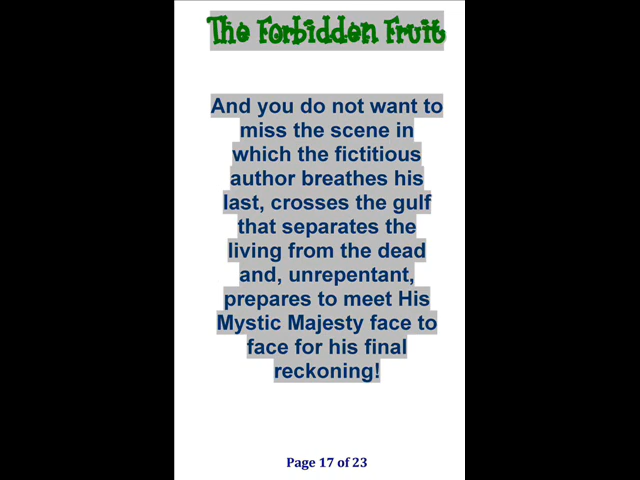 The Forbidden Fruit
And you do not want to
miss the scene in
which the fictitious
author breathes his
last, crosses the gulf
that separates the
living from the dead
and, unrepentant,
prepares to meet His
Mystic Majesty face to
face for his final
reckoning!
Page 17 of 23